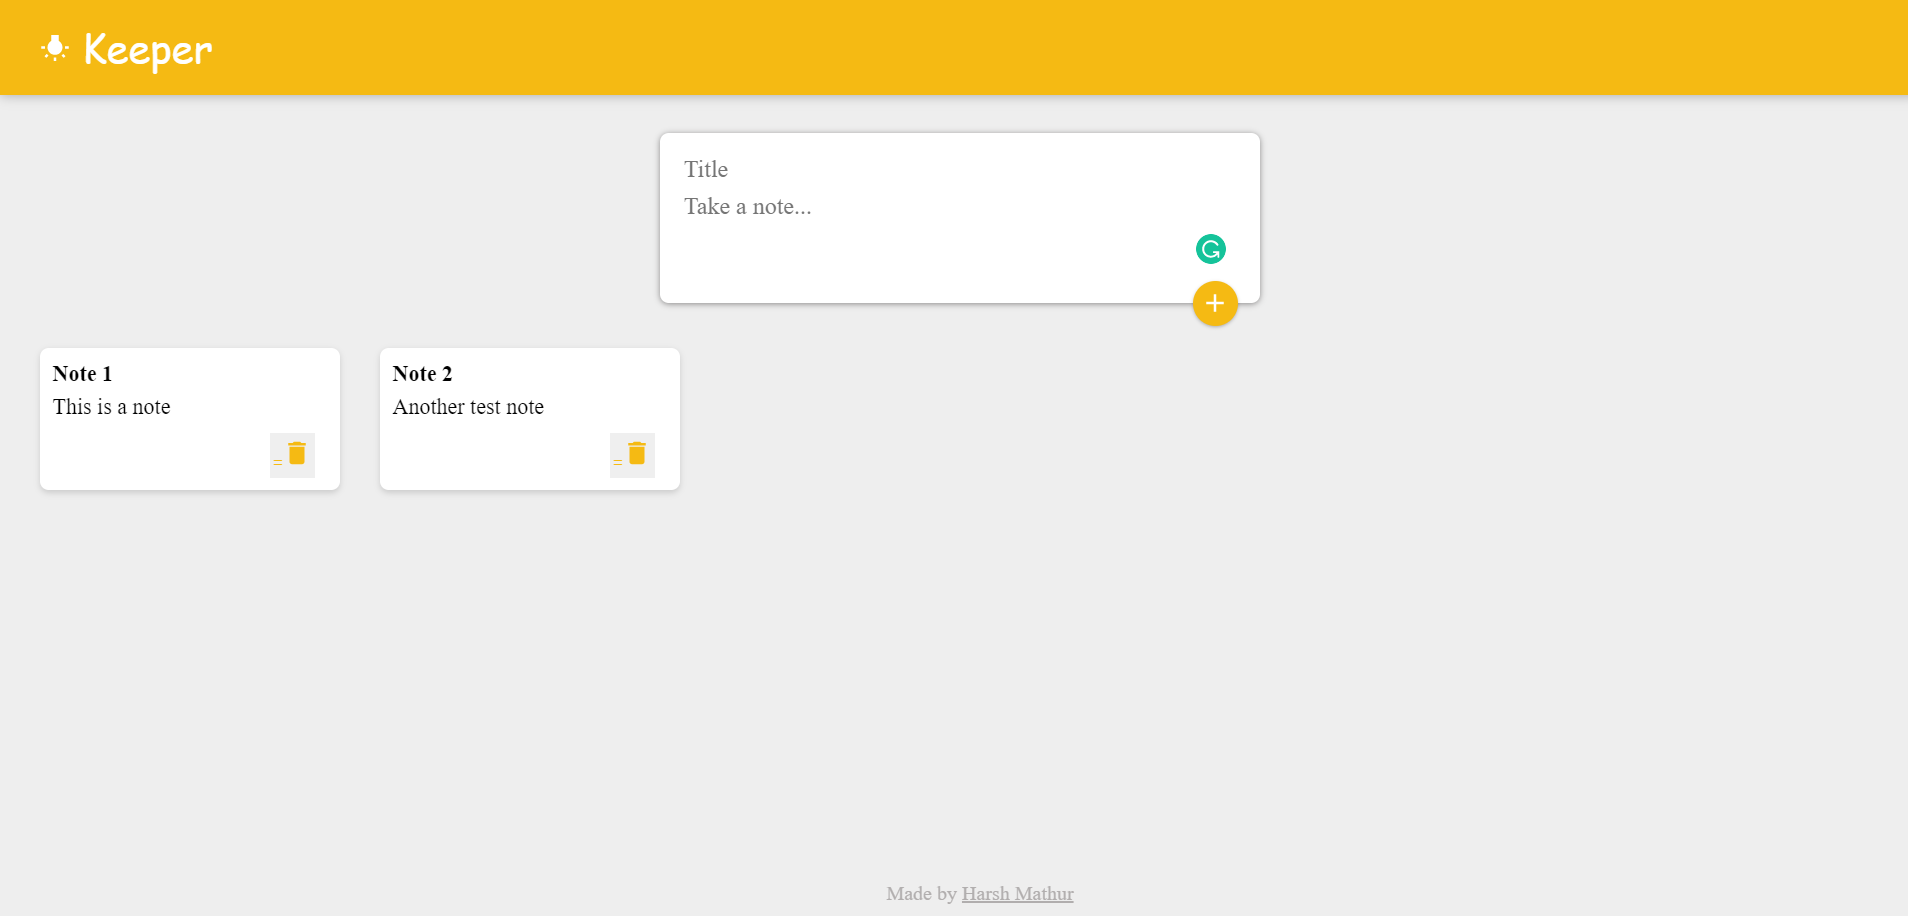 Keeper
Title
Take a note...
Note 1
This is a note
=
Note 2
Another test note
=
Made by Harsh Mathur